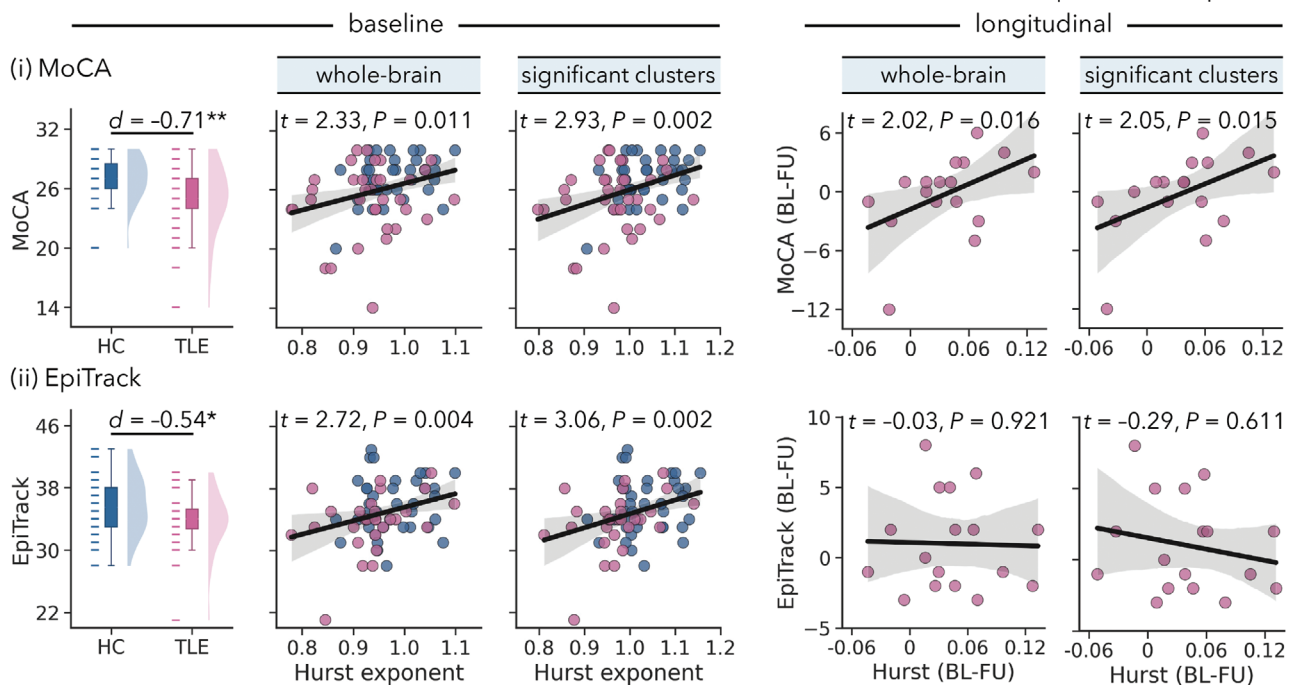 baseline
longitudinal
(i) MoCA
whole-brain
significant clusters
whole-brain
significant clusters
d = –0.71**
t = 2.33, P = 0.011
t = 2.93, P = 0.002
t = 2.02, P = 0.016
t = 2.05, P = 0.015
MoCA
32
26
20
14
HC
TLE
0.8 0.9 1.0 1.1
0.8 0.9 1.0 1.1 1.2
MoCA (BL-FU)
6
0
−6
−12
-0.06 0 0.06 0.12
-0.06 0 0.06 0.12
(ii) EpiTrack
d = –0.54*
t = 2.72, P = 0.004
t = 3.06, P = 0.002
t = –0.03, P = 0.921
t = –0.29, P = 0.611
EpiTrack
46
38
30
22
HC
TLE
0.8 0.9 1.0 1.1
Hurst exponent
0.8 0.9 1.0 1.1 1.2
Hurst exponent
EpiTrack (BL-FU)
10
5
0
−5
-0.06 0 0.06 0.12
Hurst (BL-FU)
-0.06 0 0.06 0.12
Hurst (BL-FU)